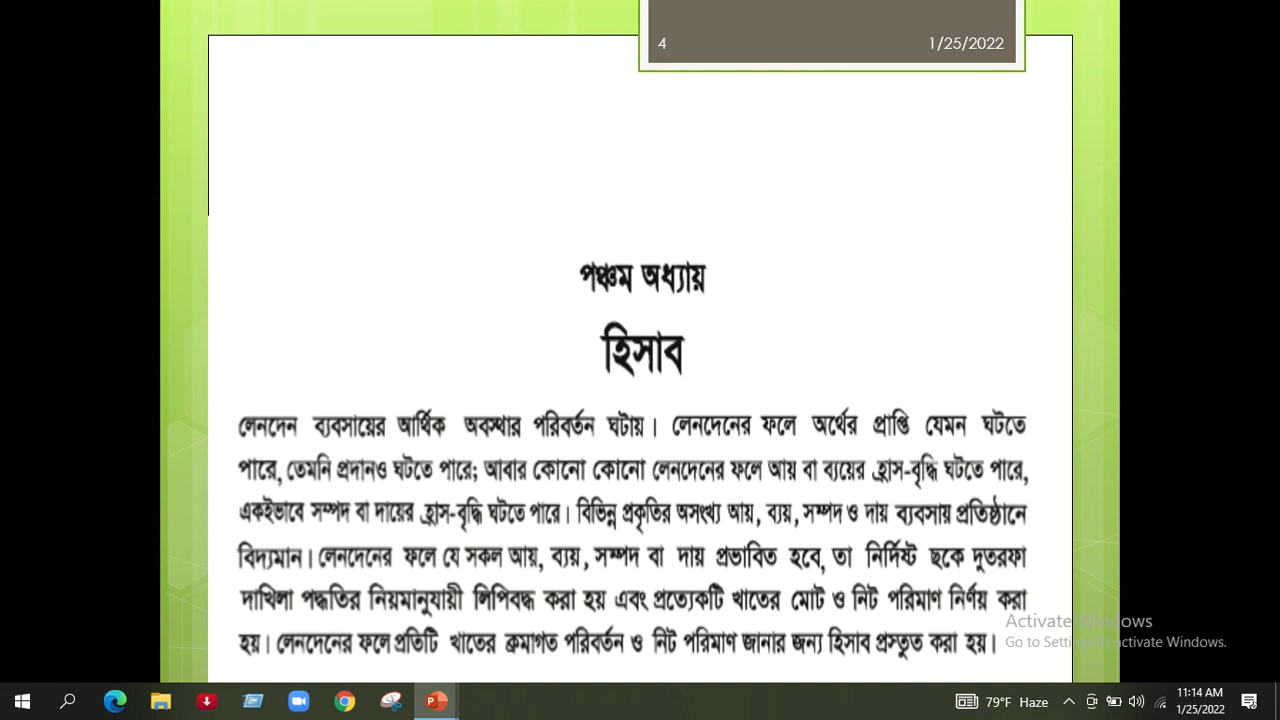 4 1/25/2022
পঞ্চম অধ্যায়
হিসাব
লেনদেন ব্যবসায়ের আর্থিক অবস্থার পরিবর্তন ঘটায়। লেনদেনের ফলে অর্থের প্রাপ্তি যেমন ঘটতে
পারে, তেমনি প্রদানও ঘটতে পারে; আবার কোনো কোনো লেনদেনের ফলে আয় বা ব্যয়ের হ্রাস-বৃদ্ধি ঘটতে পারে,
একইভাবে সম্পদ বা দায়ের হ্রাস-বৃদ্ধি ঘটতে পারে। বিভিন্ন প্রকৃতির অসংখ্য আয়, ব্যয়, সম্পদ ও দায় ব্যবসায় প্রতিষ্ঠানে
বিদ্যমান। লেনদেনের ফলে যে সকল আয়, ব্যয়, সম্পদ বা দায় প্রভাবিত হবে, তা নির্দিষ্ট ছকে দুতরফা
দাখিলা পদ্ধতির নিয়মানুযায়ী লিপিবদ্ধ করা হয় এবং প্রত্যেকটি খাতের মোট ও নিট পরিমাণ নির্ণয় করা
হয়। লেনদেনের ফলে প্রতিটি খাতের ক্রমাগত পরিবর্তন ও নিট পরিমাণ জানার জন্য হিসাব প্রস্তুত করা হয়।
Activate Windows
Go to Settings to activate Windows.
79°F Haze
11:14 AM
1/25/2022